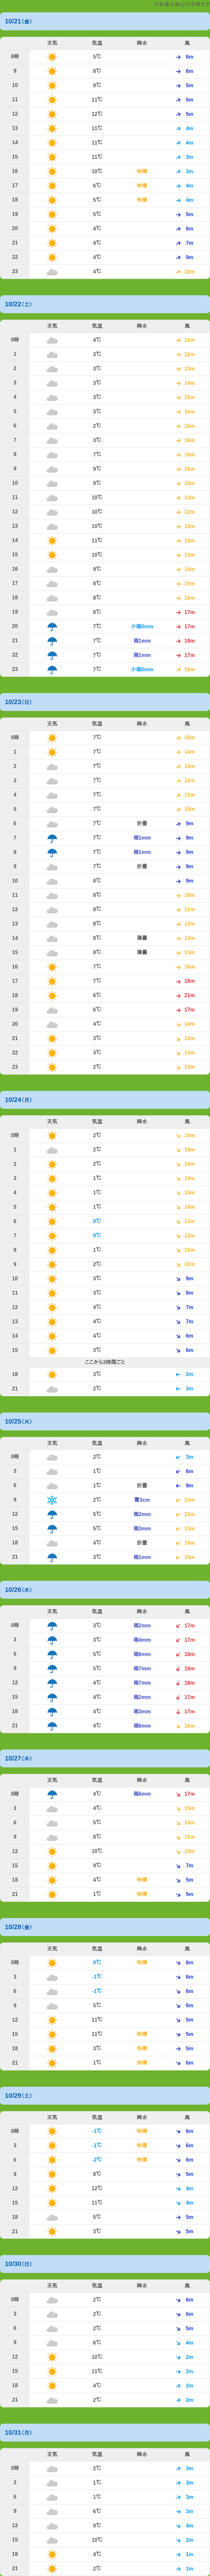 ※安達太良山の予報です
10/21(金)
天気 気温 降水 風
8時 5℃ 6m
9 8℃ 6m
10 9℃ 5m
11 11℃ 5m
12 12℃ 5m
13 11℃ 4m
14 11℃ 4m
15 11℃ 3m
16 10℃ 快晴 3m
17 6℃ 快晴 4m
18 5℃ 快晴 4m
19 5℃ 5m
20 4℃ 6m
21 4℃ 7m
22 4℃ 9m
23 4℃ 10m
10/22(土)
天気 気温 降水 風
0時 4℃ 11m
1 3℃ 12m
2 3℃ 13m
3 3℃ 14m
4 3℃ 15m
5 3℃ 16m
6 2℃ 16m
7 3℃ 16m
8 7℃ 16m
9 9℃ 16m
10 9℃ 15m
11 10℃ 13m
12 10℃ 12m
13 10℃ 13m
14 11℃ 13m
15 10℃ 13m
16 9℃ 14m
17 8℃ 15m
18 8℃ 16m
19 8℃ 17m
20 7℃ 小雨0mm 17m
21 7℃ 雨1mm 18m
22 7℃ 雨1mm 17m
23 7℃ 小雨0mm 16m
10/23(日)
天気 気温 降水 風
0時 7℃ 15m
1 7℃ 14m
2 7℃ 13m
3 7℃ 12m
4 7℃ 11m
5 7℃ 10m
6 7℃ 折曇 9m
7 7℃ 雨1mm 9m
8 7℃ 雨1mm 9m
9 7℃ 折曇 9m
10 8℃ 9m
11 8℃ 10m
12 8℃ 11m
13 8℃ 12m
14 8℃ 薄曇 13m
15 8℃ 薄曇 13m
16 7℃ 16m
17 7℃ 18m
18 6℃ 21m
19 6℃ 17m
20 4℃ 14m
21 3℃ 12m
22 3℃ 13m
23 2℃ 13m
10/24(月)
天気 気温 降水 風
0時 2℃ 14m
1 2℃ 14m
2 2℃ 14m
3 1℃ 14m
4 1℃ 14m
5 1℃ 14m
6 0℃ 13m
7 0℃ 12m
8 1℃ 11m
9 2℃ 10m
10 3℃ 9m
11 3℃ 8m
12 4℃ 7m
13 4℃ 7m
14 4℃ 6m
15 3℃ 6m
ここから3時間ごと
18 3℃ 2m
21 2℃ 3m
10/25(火)
天気 気温 降水 風
0時 2℃ 3m
3 1℃ 6m
6 1℃ 折曇 9m
9 2℃ 雪3cm 10m
12 5℃ 雨2mm 12m
15 5℃ 雨3mm 13m
18 4℃ 折曇 14m
21 3℃ 雨1mm 15m
10/26(水)
天気 気温 降水 風
0時 3℃ 雨2mm 17m
3 3℃ 雨4mm 17m
6 5℃ 雨6mm 18m
9 5℃ 雨7mm 18m
12 4℃ 雨7mm 18m
15 4℃ 雨2mm 17m
18 4℃ 雨3mm 17m
21 4℃ 雨6mm 16m
10/27(木)
天気 気温 降水 風
0時 4℃ 雨6mm 17m
3 4℃ 15m
6 5℃ 13m
9 8℃ 11m
12 10℃ 10m
15 9℃ 7m
18 4℃ 快晴 5m
21 1℃ 快晴 5m
10/28(金)
天気 気温 降水 風
0時 0℃ 快晴 6m
3 -1℃ 6m
6 -1℃ 6m
9 5℃ 6m
12 11℃ 5m
15 11℃ 快晴 5m
18 3℃ 快晴 5m
21 1℃ 快晴 6m
10/29(土)
天気 気温 降水 風
0時 -1℃ 快晴 6m
3 -1℃ 快晴 6m
6 -2℃ 快晴 6m
9 8℃ 5m
12 12℃ 4m
15 11℃ 4m
18 5℃ 5m
21 3℃ 5m
10/30(日)
天気 気温 降水 風
0時 2℃ 6m
3 2℃ 6m
6 2℃ 5m
9 6℃ 4m
12 10℃ 2m
15 11℃ 2m
18 4℃ 2m
21 2℃ 2m
10/31(月)
天気 気温 降水 風
0時 2℃ 3m
3 1℃ 3m
6 1℃ 3m
9 6℃ 3m
12 9℃ 4m
15 10℃ 2m
18 4℃ 1m
21 2℃ 1m